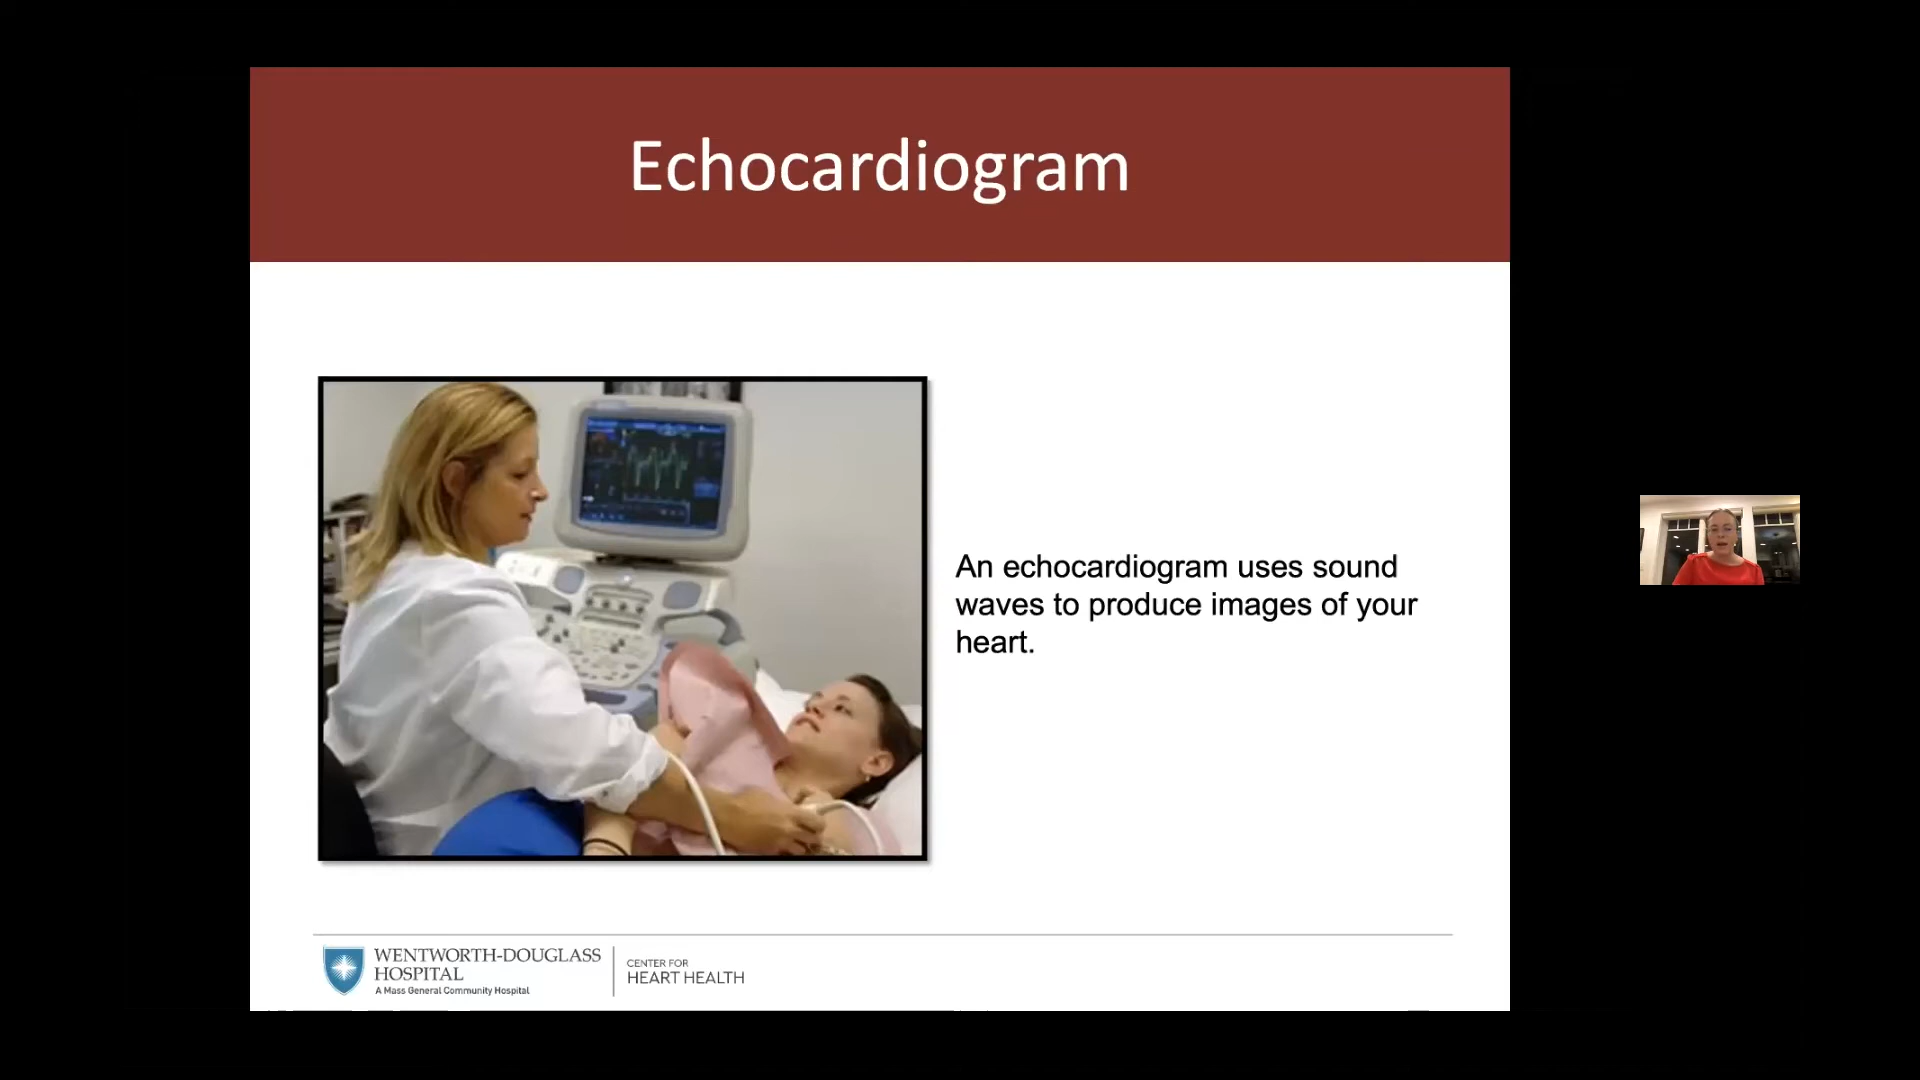 Echocardiogram
An echocardiogram uses sound
waves to produce images of your
heart.
WENTWORTH-DOUGLASS
HOSPITAL
A Mass General Community Hospital
CENTER FOR
HEART HEALTH